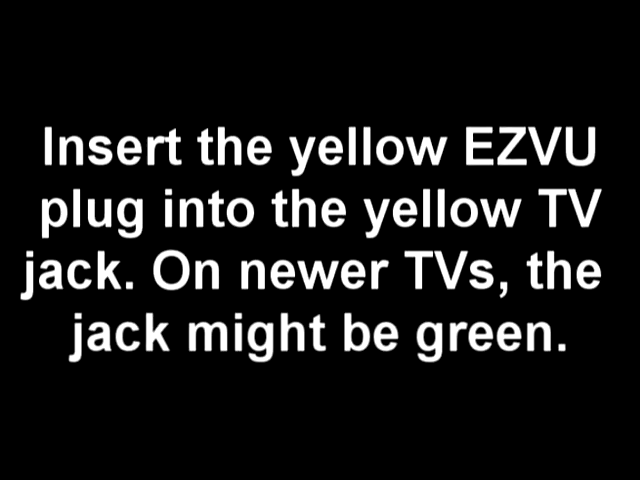 Insert the yellow EZVU
plug into the yellow TV
jack. On newer TVs, the
jack might be green.